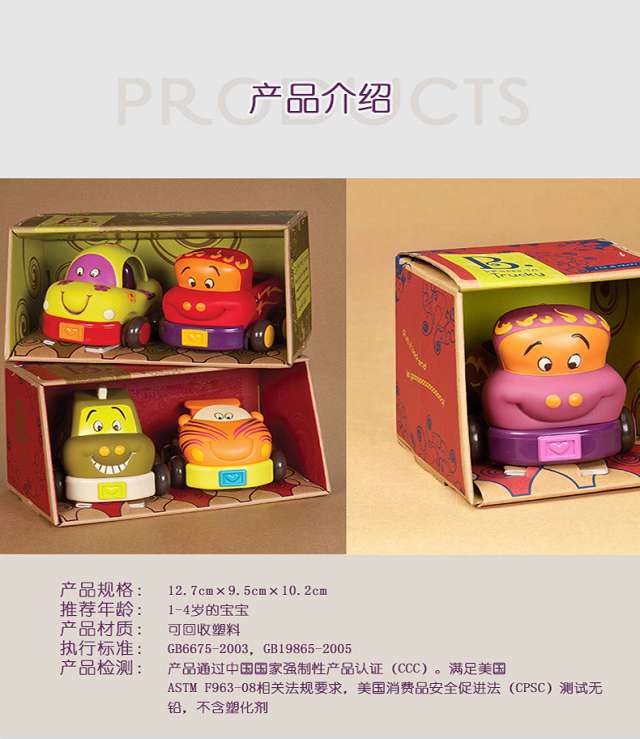 PRODUCTS
产品介绍
B.
Trucky
产品规格： 12.7cm×9.5cm×10.2cm
推荐年龄： 1-4岁的宝宝
产品材质： 可回收塑料
执行标准： GB6675-2003, GB19865-2005
产品检测： 产品通过中国国家强制性产品认证（CCC）。满足美国
ASTM F963-08相关法规要求, 美国消费品安全促进法（CPSC）测试无
铅, 不含塑化剂